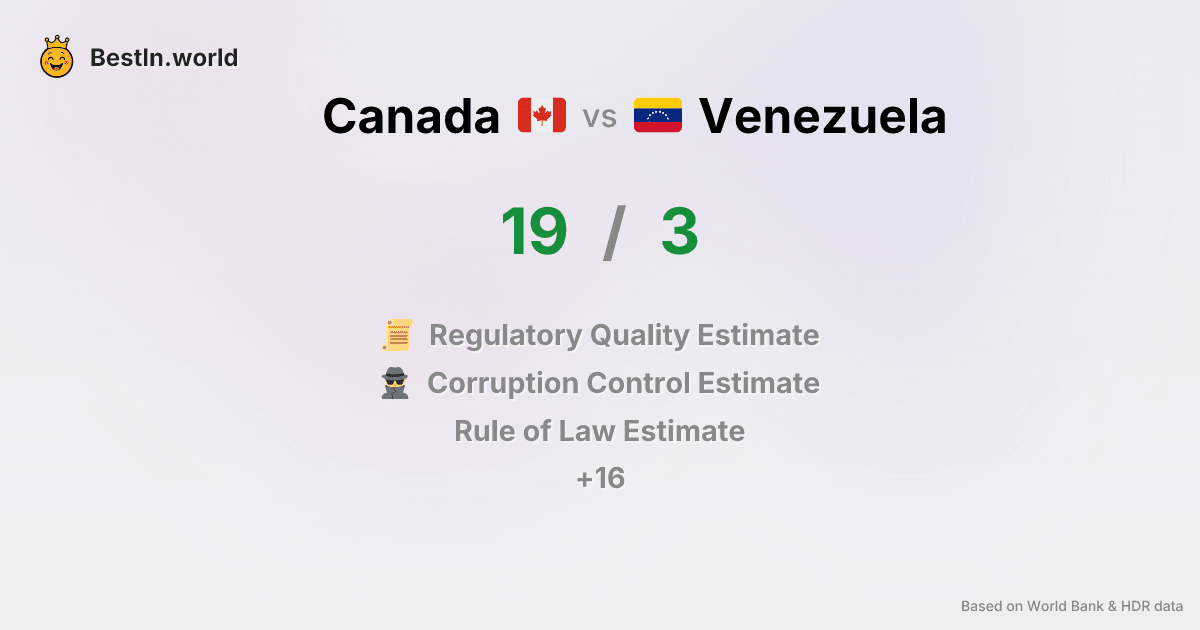 BestIn.world
Canada vs Venezuela
19 / 3
Regulatory Quality Estimate
Corruption Control Estimate
Rule of Law Estimate
+16
Based on World Bank & HDR data